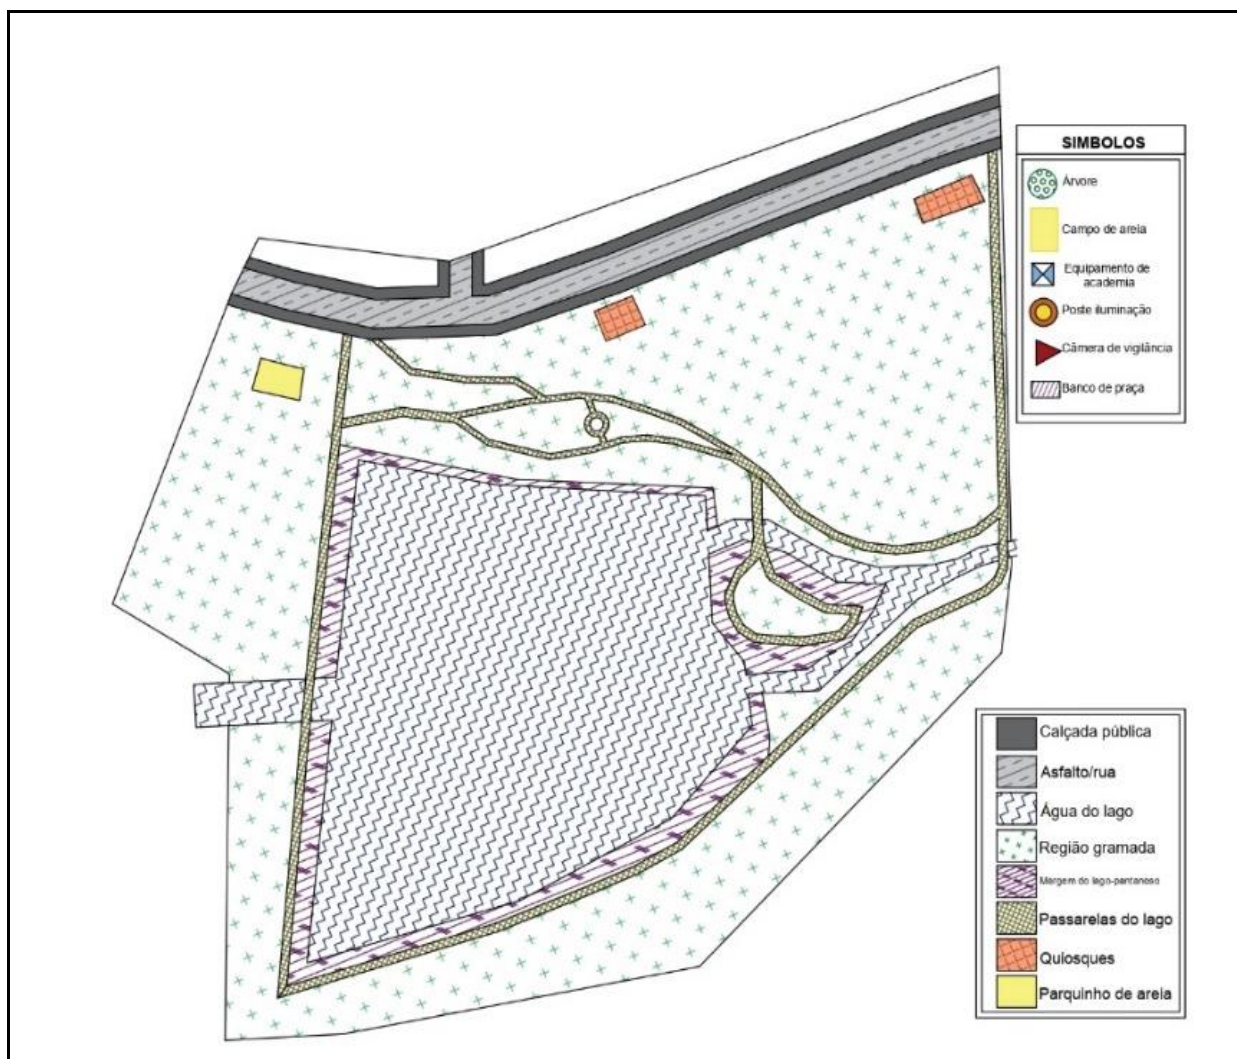 SIMBOLOS
Árvore
Campo de areia
Equipamento de
academia
Poste iluminação
Câmera de vigilância
Banco de praça
Calçada pública
Asfalto/rua
Água do lago
Região gramada
Margem do lago-pantanoso
Passarelas do lago
Quiosques
Parquinho de areia